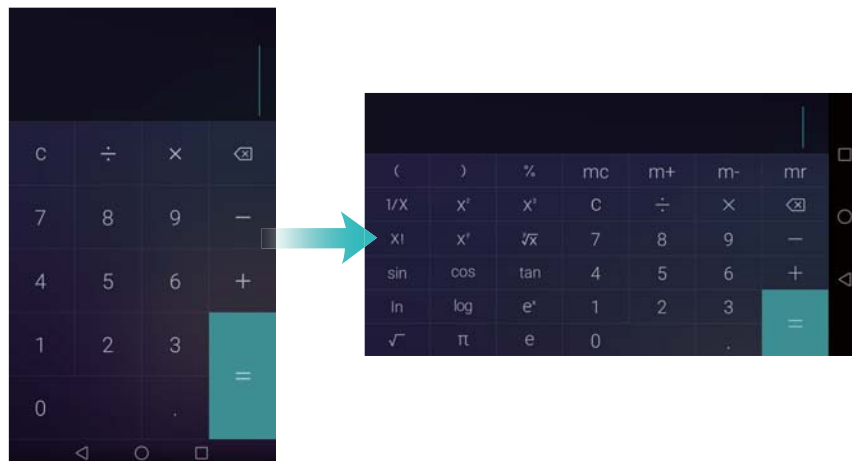 C ÷ ×
7 8 9 −
4 5 6 +
1 2 3
=
0 .
( ) % mc m+ m- mr
1/X X² X³ C ÷ ×
X! Xʸ ʸ√x 7 8 9 −
sin cos tan 4 5 6 +
ln log eˣ 1 2 3
=
√ π e 0 .